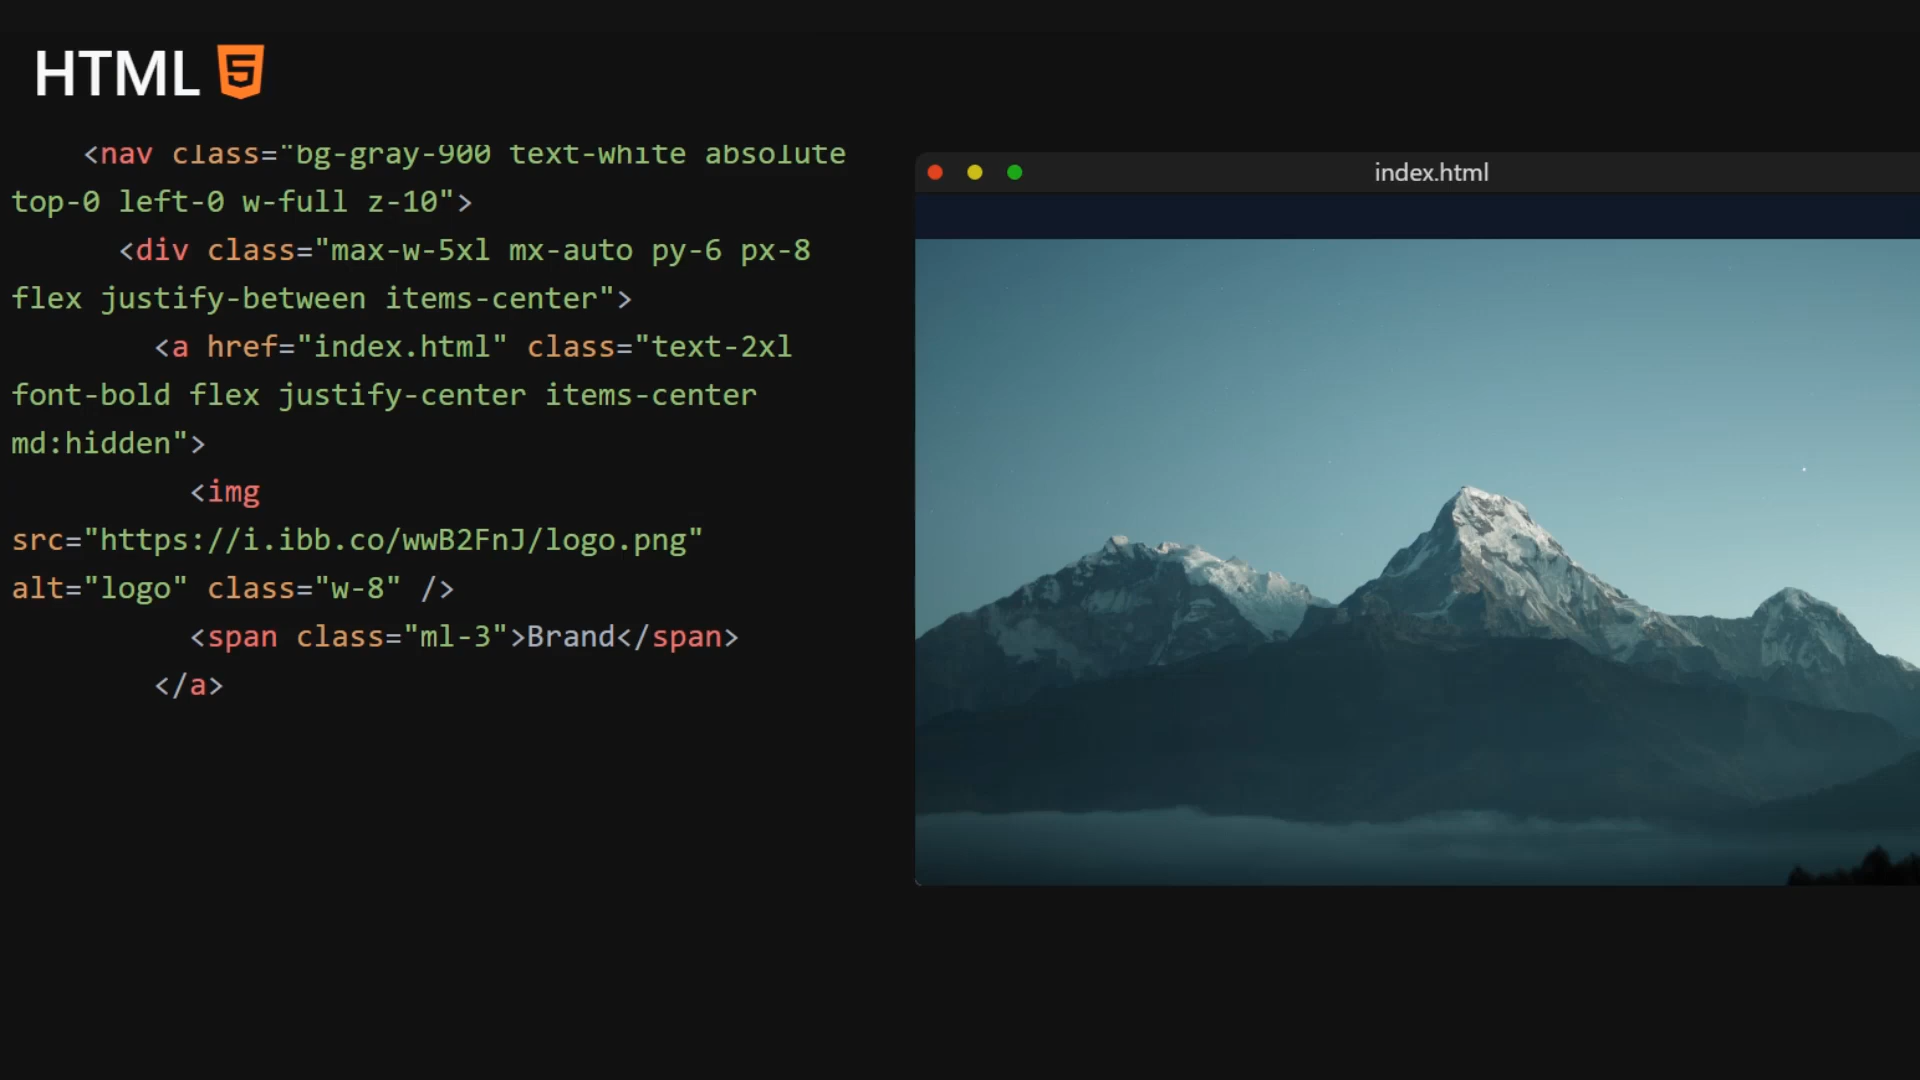 HTML 5
<nav class="bg-gray-900 text-white absolute
top-0 left-0 w-full z-10">
<div class="max-w-5xl mx-auto py-6 px-8
flex justify-between items-center">
<a href="index.html" class="text-2xl
font-bold flex justify-center items-center
md:hidden">
<img
src="https://i.ibb.co/wwB2FnJ/logo.png"
alt="logo" class="w-8" />
<span class="ml-3">Brand</span>
</a>
index.html